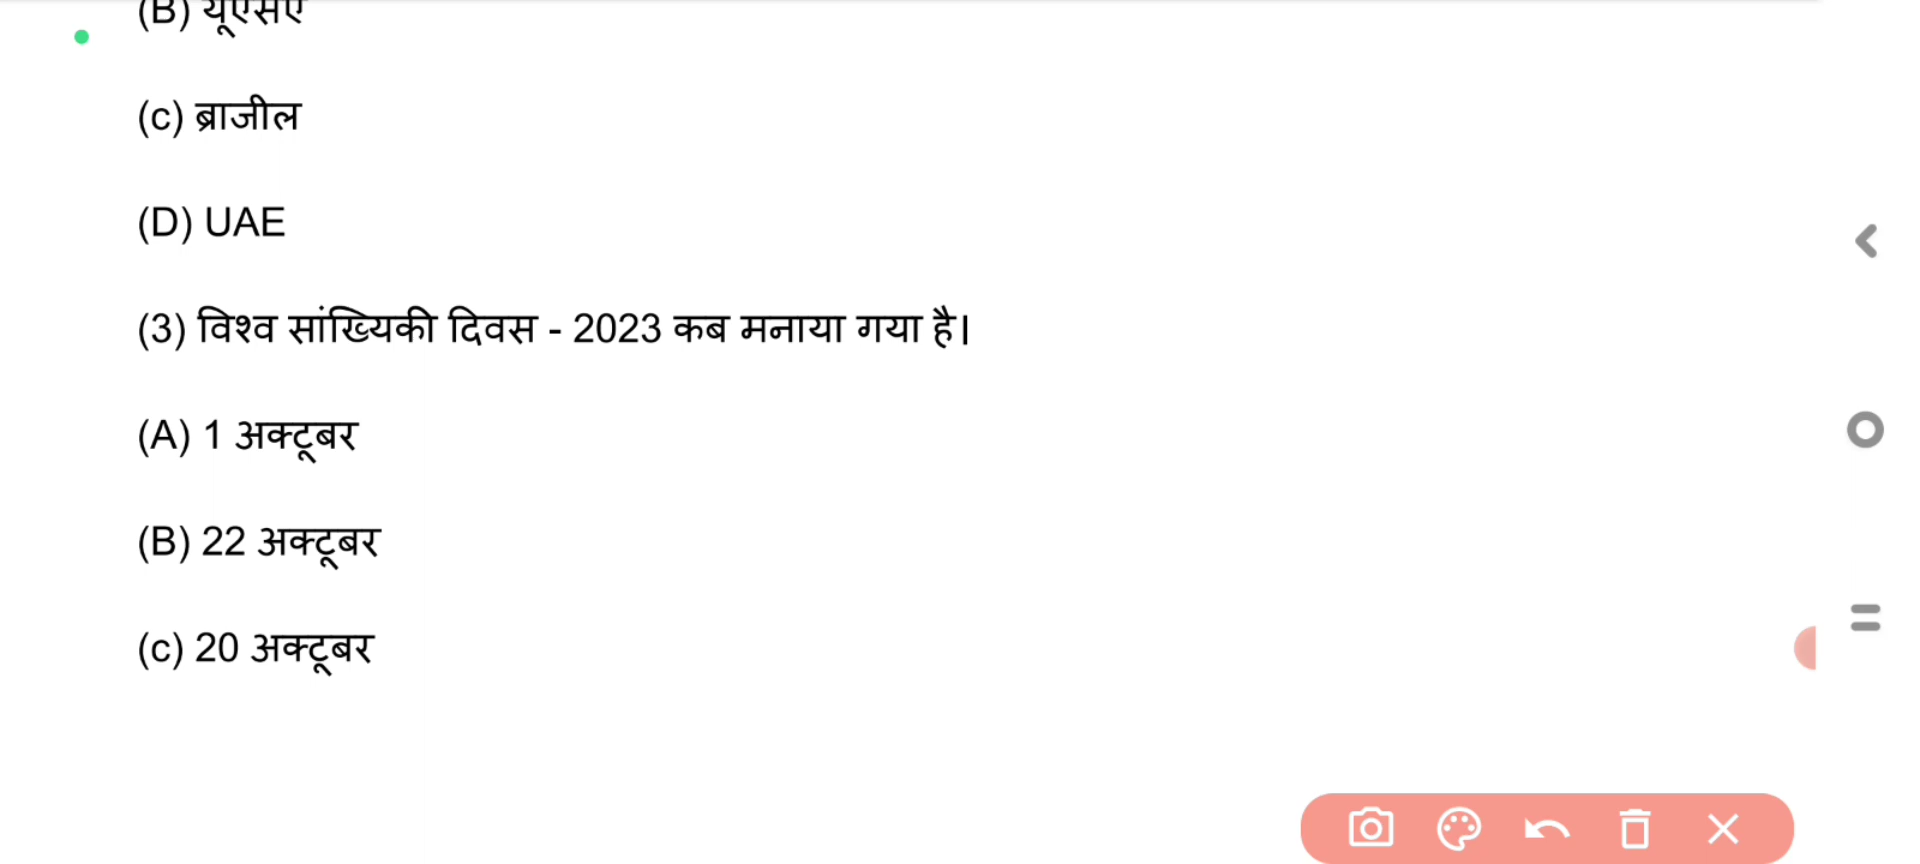 (B) यूएसए
(c) ब्राजील
(D) UAE
(3) विश्व सांख्यिकी दिवस - 2023 कब मनाया गया है।
(A) 1 अक्टूबर
(B) 22 अक्टूबर
(c) 20 अक्टूबर